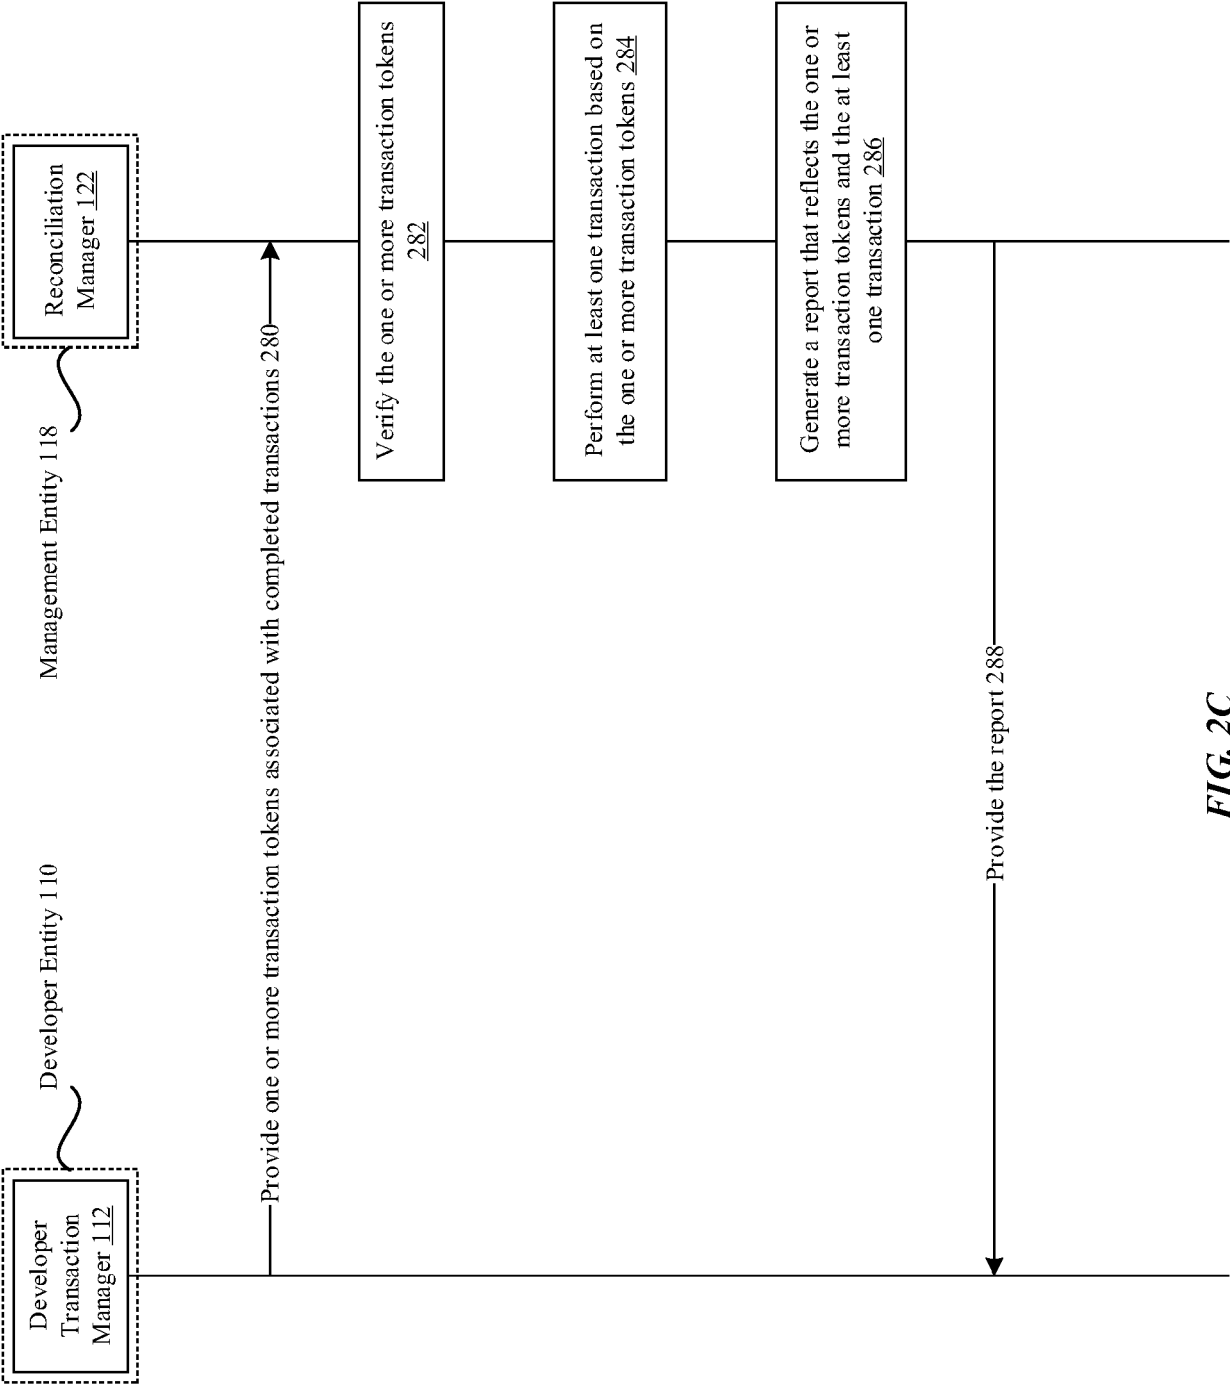 Developer
Transaction
Manager 112
Developer Entity 110
Management Entity 118
Reconciliation
Manager 122
Provide one or more transaction tokens associated with completed transactions 280
Verify the one or more transaction tokens
282
Perform at least one transaction based on
the one or more transaction tokens 284
Generate a report that reflects the one or
more transaction tokens and the at least
one transaction 286
Provide the report 288
FIG. 2C